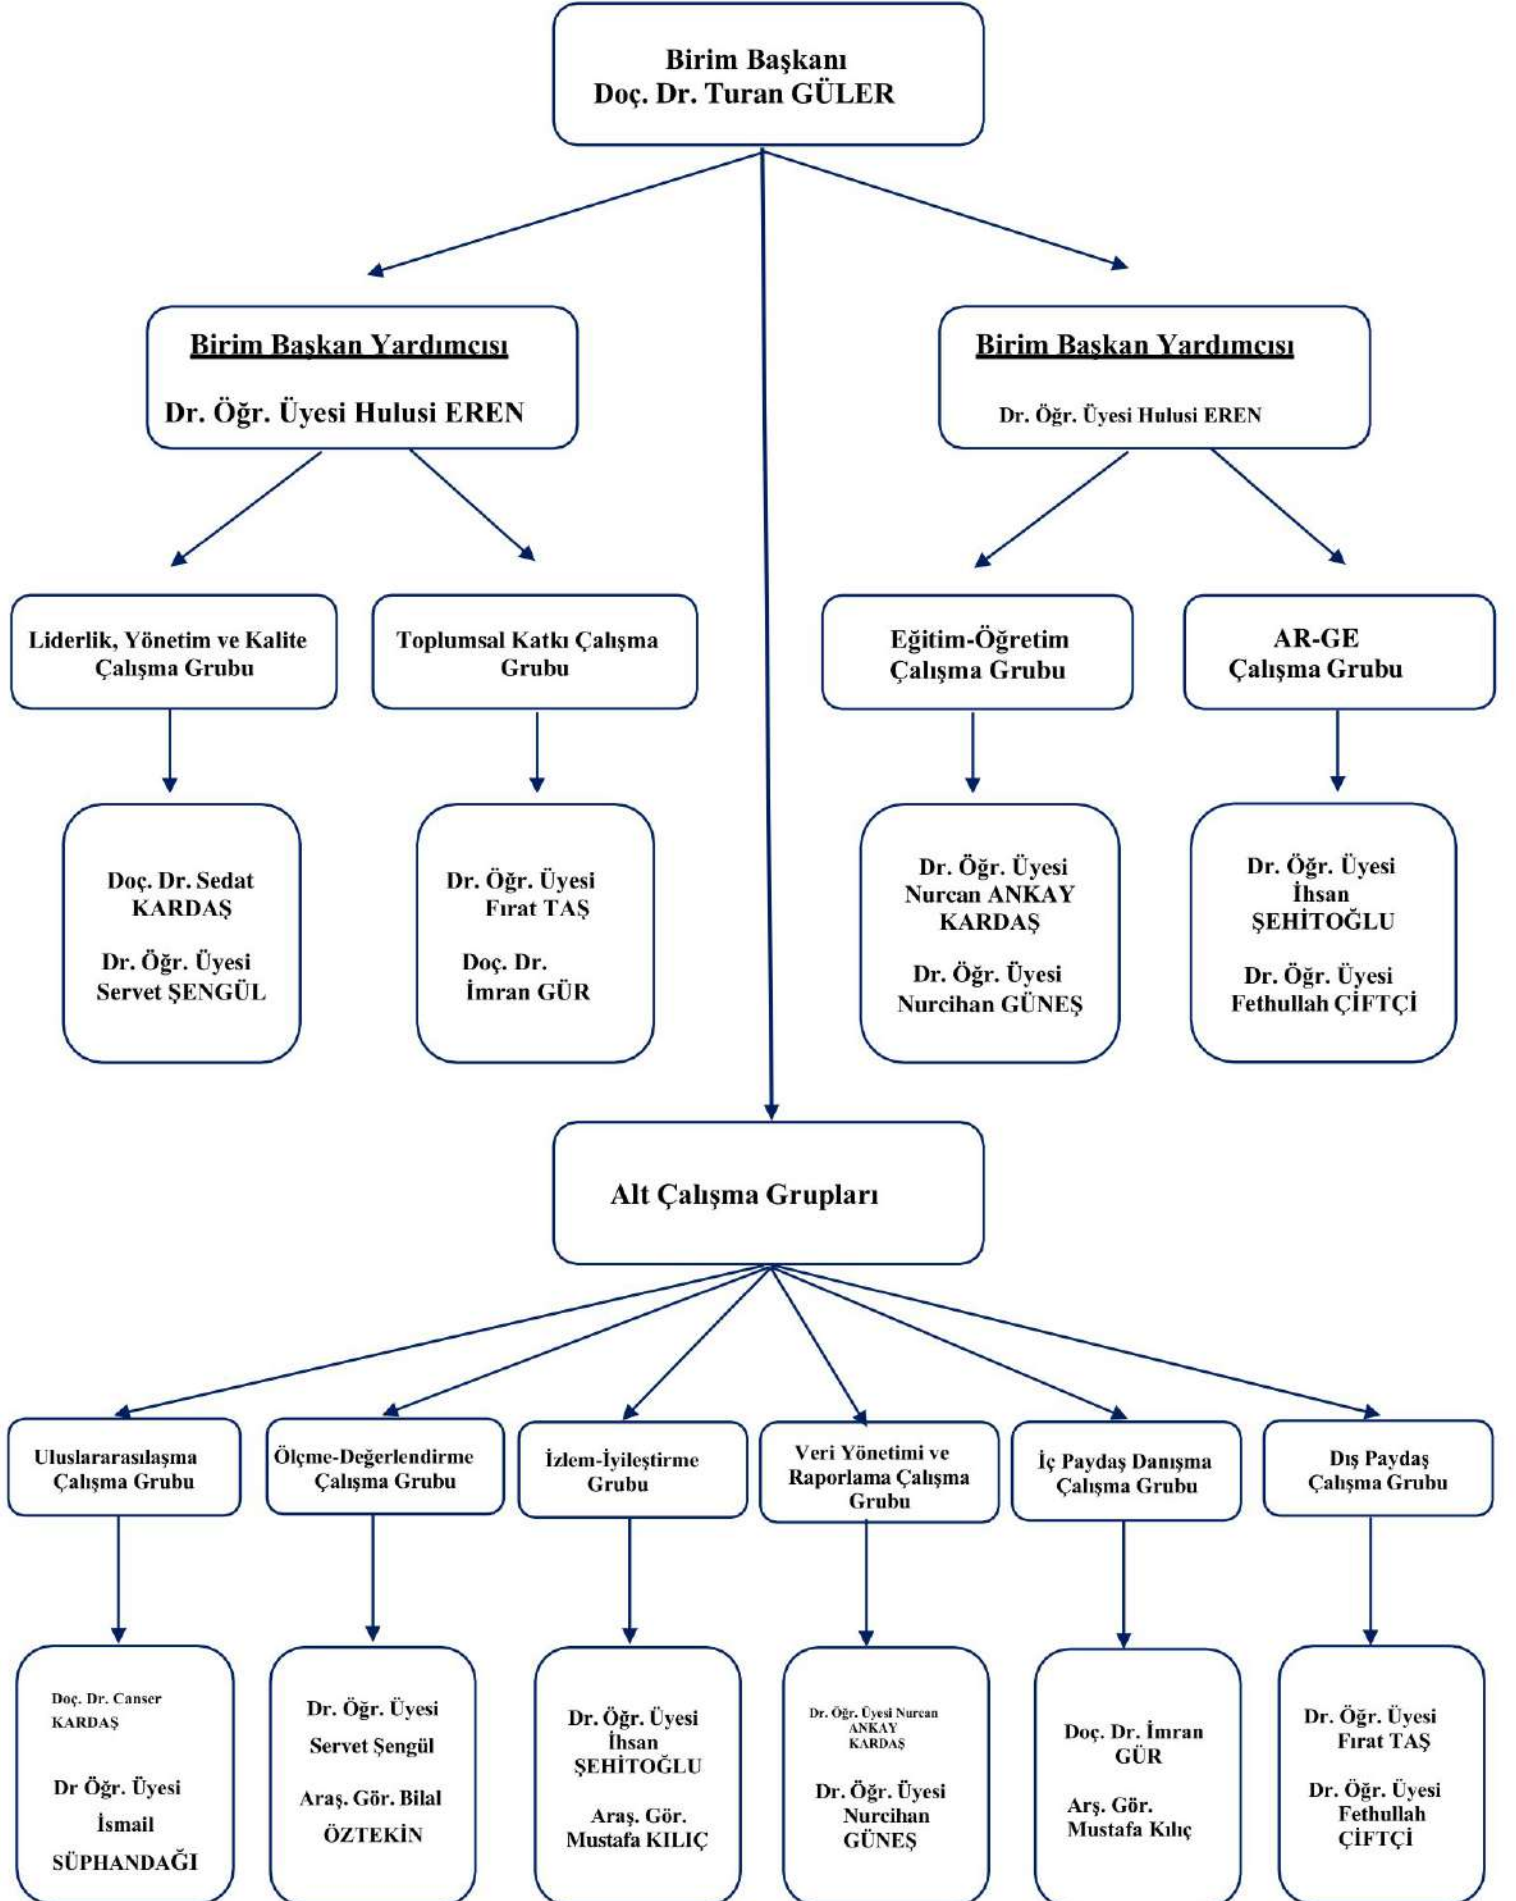 Birim Başkanı
Doç. Dr. Turan GÜLER
Birim Başkan Yardımcısı
Dr. Öğr. Üyesi Hulusi EREN
Birim Başkan Yardımcısı
Dr. Öğr. Üyesi Hulusi EREN
Liderlik, Yönetim ve Kalite
Çalışma Grubu
Toplumsal Katkı Çalışma
Grubu
Eğitim-Öğretim
Çalışma Grubu
AR-GE
Çalışma Grubu
Doç. Dr. Sedat
KARDAŞ
Dr. Öğr. Üyesi
Servet ŞENGÜL
Dr. Öğr. Üyesi
Fırat TAŞ
Doç. Dr.
İmran GÜR
Dr. Öğr. Üyesi
Nurcan ANKAY
KARDAŞ
Dr. Öğr. Üyesi
Nurcihan GÜNEŞ
Dr. Öğr. Üyesi
İhsan
ŞEHİTOĞLU
Dr. Öğr. Üyesi
Fethullah ÇİFTÇİ
Alt Çalışma Grupları
Uluslararasılaşma
Çalışma Grubu
Ölçme-Değerlendirme
Çalışma Grubu
İzlem-İyileştirme
Grubu
Veri Yönetimi ve
Raporlama Çalışma
Grubu
İç Paydaş Danışma
Çalışma Grubu
Dış Paydaş
Çalışma Grubu
Doç. Dr. Canser
KARDAŞ
Dr Öğr. Üyesi
İsmail
SÜPHANDAĞI
Dr. Öğr. Üyesi
Servet Şengül
Araş. Gör. Bilal
ÖZTEKİN
Dr. Öğr. Üyesi
İhsan
ŞEHİTOĞLU
Araş. Gör.
Mustafa KILIÇ
Dr. Öğr. Üyesi Nurcan
ANKAY
KARDAŞ
Dr. Öğr. Üyesi
Nurcihan
GÜNEŞ
Doç. Dr. İmran
GÜR
Arş. Gör.
Mustafa Kılıç
Dr. Öğr. Üyesi
Fırat TAŞ
Dr. Öğr. Üyesi
Fethullah
ÇİFTÇİ